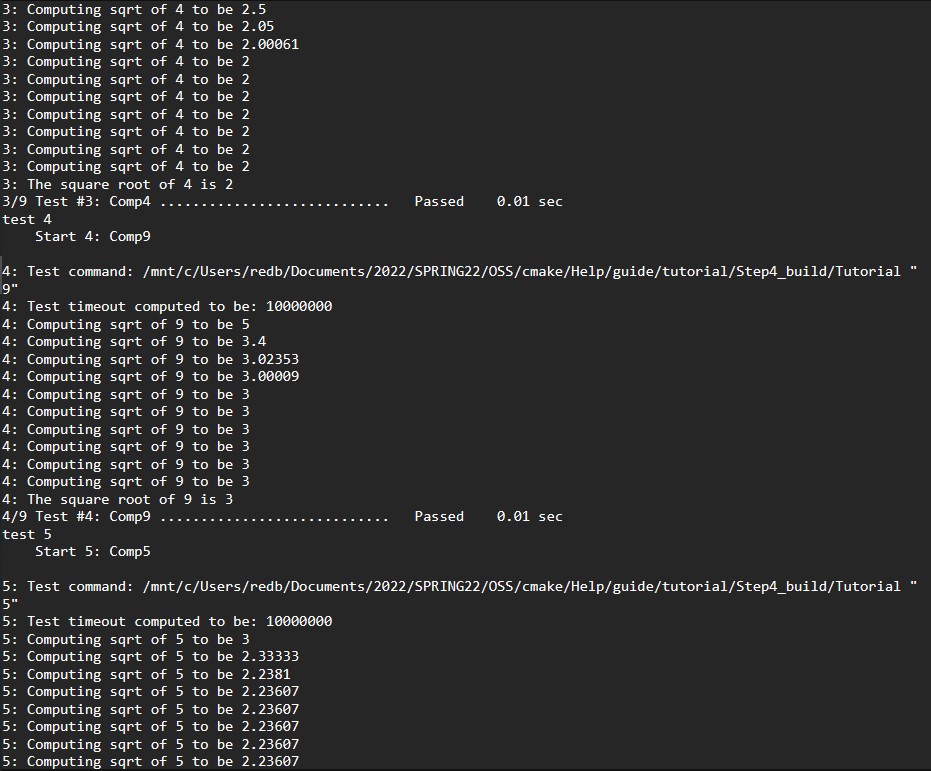 3: Computing sqrt of 4 to be 2.5
3: Computing sqrt of 4 to be 2.05
3: Computing sqrt of 4 to be 2.00061
3: Computing sqrt of 4 to be 2
3: Computing sqrt of 4 to be 2
3: Computing sqrt of 4 to be 2
3: Computing sqrt of 4 to be 2
3: Computing sqrt of 4 to be 2
3: Computing sqrt of 4 to be 2
3: Computing sqrt of 4 to be 2
3: The square root of 4 is 2
3/9 Test #3: Comp4 ............................   Passed    0.01 sec
test 4
    Start 4: Comp9

4: Test command: /mnt/c/Users/redb/Documents/2022/SPRING22/OSS/cmake/Help/guide/tutorial/Step4_build/Tutorial "
9"
4: Test timeout computed to be: 10000000
4: Computing sqrt of 9 to be 5
4: Computing sqrt of 9 to be 3.4
4: Computing sqrt of 9 to be 3.02353
4: Computing sqrt of 9 to be 3.00009
4: Computing sqrt of 9 to be 3
4: Computing sqrt of 9 to be 3
4: Computing sqrt of 9 to be 3
4: Computing sqrt of 9 to be 3
4: Computing sqrt of 9 to be 3
4: Computing sqrt of 9 to be 3
4: The square root of 9 is 3
4/9 Test #4: Comp9 ............................   Passed    0.01 sec
test 5
    Start 5: Comp5

5: Test command: /mnt/c/Users/redb/Documents/2022/SPRING22/OSS/cmake/Help/guide/tutorial/Step4_build/Tutorial "
5"
5: Test timeout computed to be: 10000000
5: Computing sqrt of 5 to be 3
5: Computing sqrt of 5 to be 2.33333
5: Computing sqrt of 5 to be 2.2381
5: Computing sqrt of 5 to be 2.23607
5: Computing sqrt of 5 to be 2.23607
5: Computing sqrt of 5 to be 2.23607
5: Computing sqrt of 5 to be 2.23607
5: Computing sqrt of 5 to be 2.23607